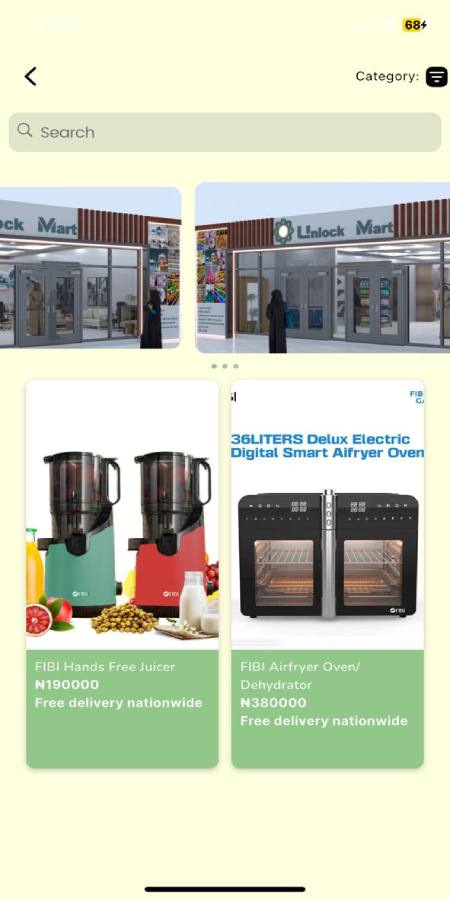 68
Category:
Search
ock Mart
Unlock Mart
36LITERS Delux Electric
Digital Smart Aifryer Oven
FIBI
FIBI
FIBI
FIBI Hands Free Juicer
₦190000
Free delivery nationwide
FIBI Airfryer Oven/
Dehydrator
₦380000
Free delivery nationwide